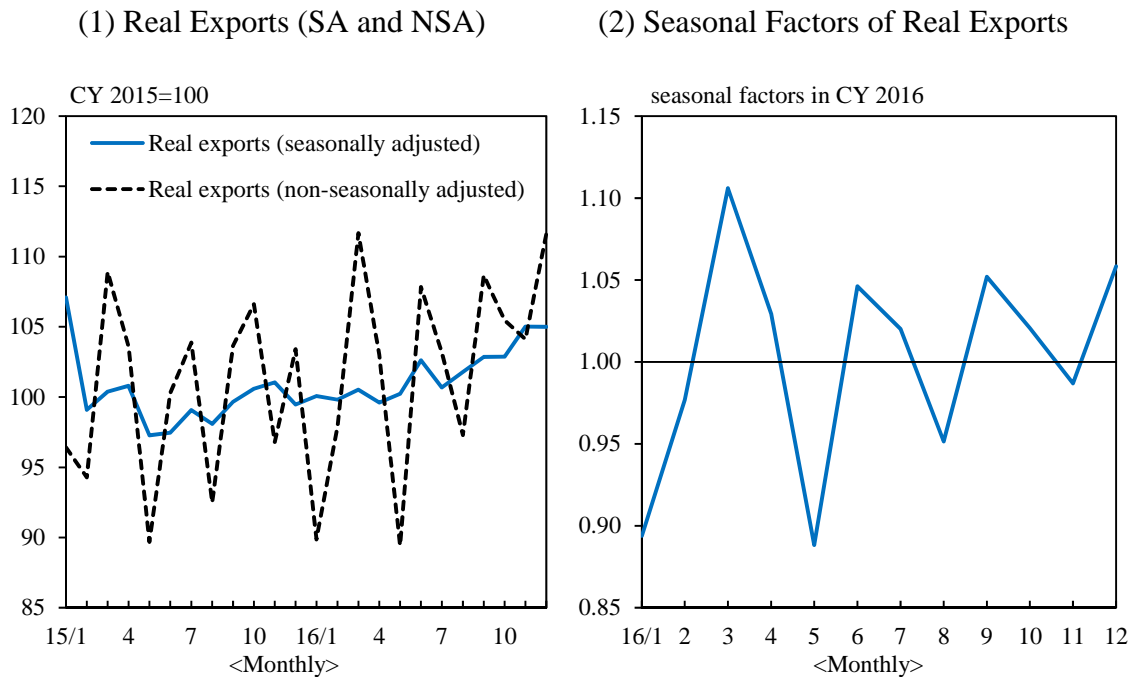 (1) Real Exports (SA and NSA)
CY 2015=100
120
115
110
105
100
95
90
85
Real exports (seasonally adjusted)
Real exports (non-seasonally adjusted)
15/1 4 7 10 16/1 4 7 10
<Monthly>
(2) Seasonal Factors of Real Exports
seasonal factors in CY 2016
1.15
1.10
1.05
1.00
0.95
0.90
0.85
16/1 2 3 4 5 6 7 8 9 10 11 12
<Monthly>